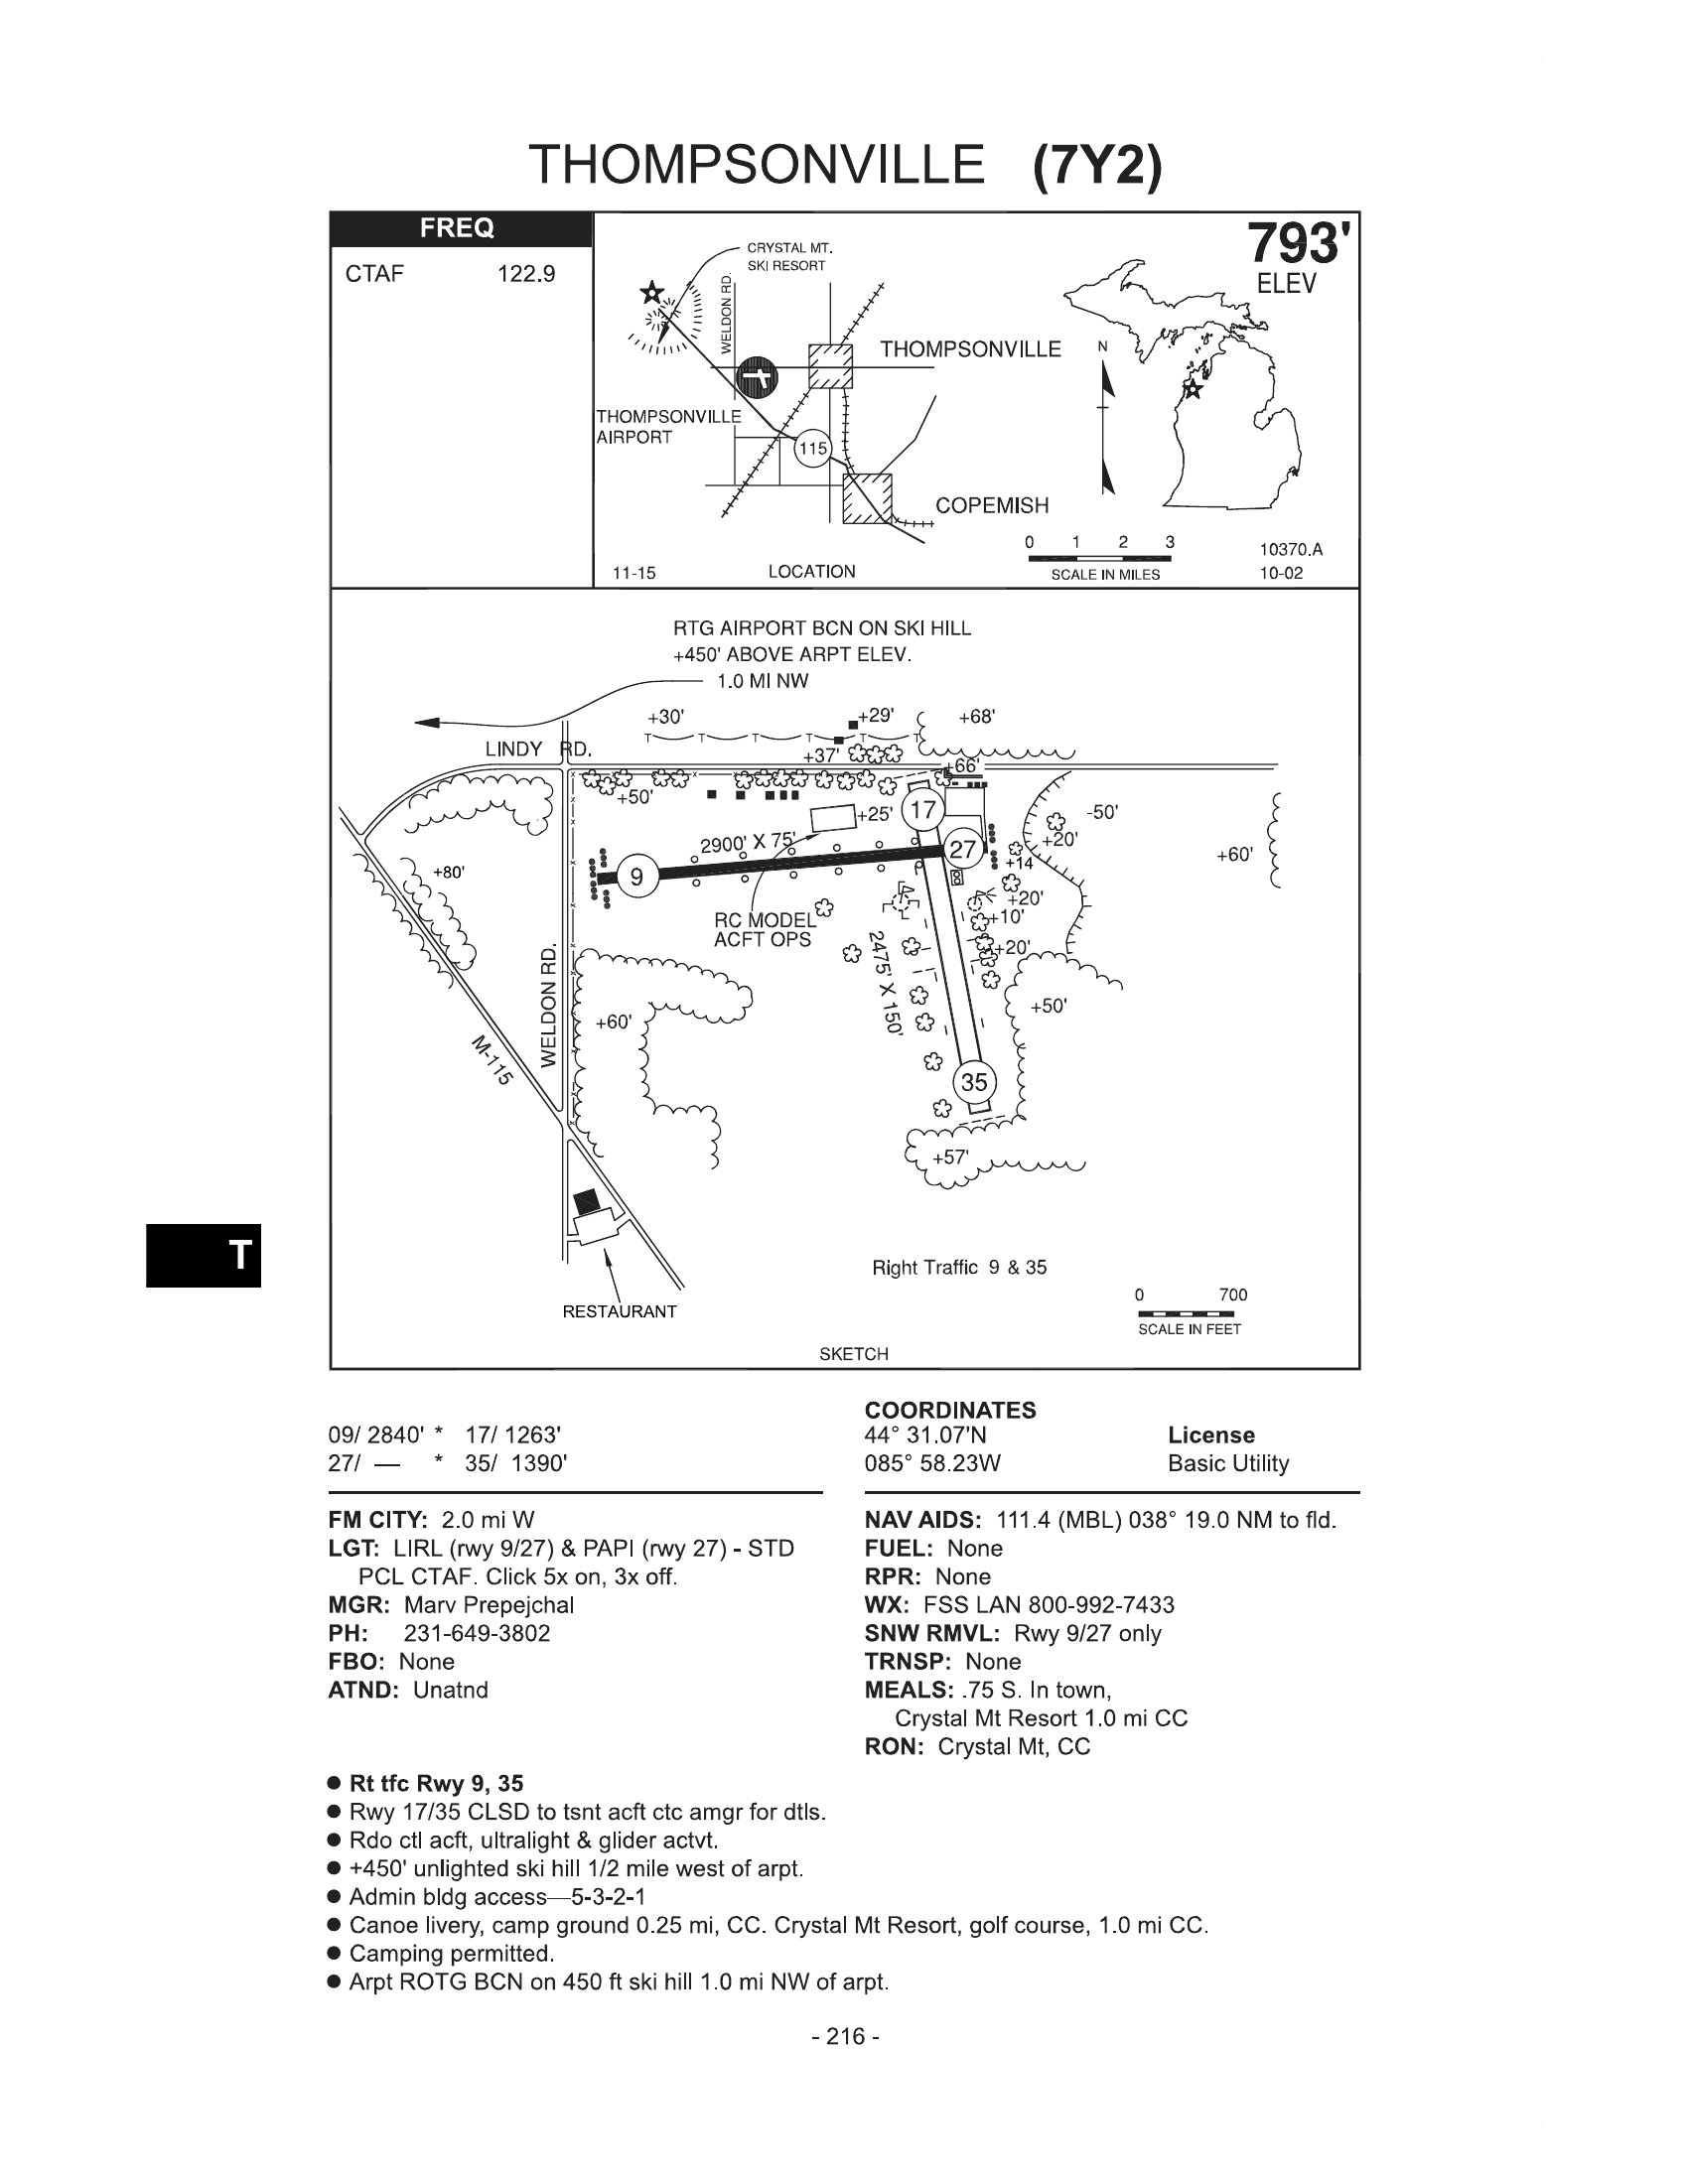 THOMPSONVILLE (7Y2)
FREQ
CTAF 122.9
793'
ELEV
CRYSTAL MT.
SKI RESORT
WELDON RD.
THOMPSONVILLE
THOMPSONVILLE
AIRPORT
115
COPEMISH
N
0 1 2 3
SCALE IN MILES
10370.A
10-02
11-15
LOCATION
RTG AIRPORT BCN ON SKI HILL
+450' ABOVE ARPT ELEV.
1.0 MI NW
+30'
+29'
+68'
T T T T T T
LINDY RD.
+37'
+66'
+50'
+25'
17
-50'
2900' X 75'
27
+20'
+14
+60'
+80'
9
+20'
+10'
RC MODEL
ACFT OPS
+20'
2475' X 150'
WELDON RD.
+60'
+50'
M-115
35
+57'
RESTAURANT
Right Traffic 9 & 35
0 700
SCALE IN FEET
SKETCH
T
09/ 2840' * 17/ 1263'
27/ — * 35/ 1390'
COORDINATES
44° 31.07'N License
085° 58.23W Basic Utility
FM CITY: 2.0 mi W
LGT: LIRL (rwy 9/27) & PAPI (rwy 27) - STD
PCL CTAF. Click 5x on, 3x off.
MGR: Marv Prepejchal
PH: 231-649-3802
FBO: None
ATND: Unatnd
NAV AIDS: 111.4 (MBL) 038° 19.0 NM to fld.
FUEL: None
RPR: None
WX: FSS LAN 800-992-7433
SNW RMVL: Rwy 9/27 only
TRNSP: None
MEALS: .75 S. In town,
Crystal Mt Resort 1.0 mi CC
RON: Crystal Mt, CC
● Rt tfc Rwy 9, 35
● Rwy 17/35 CLSD to tsnt acft ctc amgr for dtls.
● Rdo ctl acft, ultralight & glider actvt.
● +450' unlighted ski hill 1/2 mile west of arpt.
● Admin bldg access—5-3-2-1
● Canoe livery, camp ground 0.25 mi, CC. Crystal Mt Resort, golf course, 1.0 mi CC.
● Camping permitted.
● Arpt ROTG BCN on 450 ft ski hill 1.0 mi NW of arpt.
- 216 -